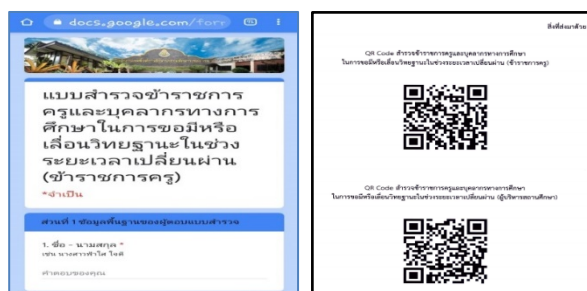 docs.google.com/forr
แบบสำรวจข้าราชการ
ครูและบุคลากรทางการ
ศึกษาในการขอมีหรือ
เลื่อนวิทยฐานะในช่วง
ระยะเวลาเปลี่ยนผ่าน
(ข้าราชการครู)
*จำเป็น
ส่วนที่ 1 ข้อมูลพื้นฐานของผู้ตอบแบบสำรวจ
1. ชื่อ - นามสกุล *
เช่น นางสาวฟ้าใส ใจดี
คำตอบของคุณ
สิ่งที่ส่งมาด้วย
QR Code สำรวจข้าราชการครูและบุคลากรทางการศึกษา
ในการขอมีหรือเลื่อนวิทยฐานะในช่วงระยะเวลาเปลี่ยนผ่าน (ข้าราชการครู)
QR Code สำรวจข้าราชการครูและบุคลากรทางการศึกษา
ในการขอมีหรือเลื่อนวิทยฐานะในช่วงระยะเวลาเปลี่ยนผ่าน (ผู้บริหารสถานศึกษา)